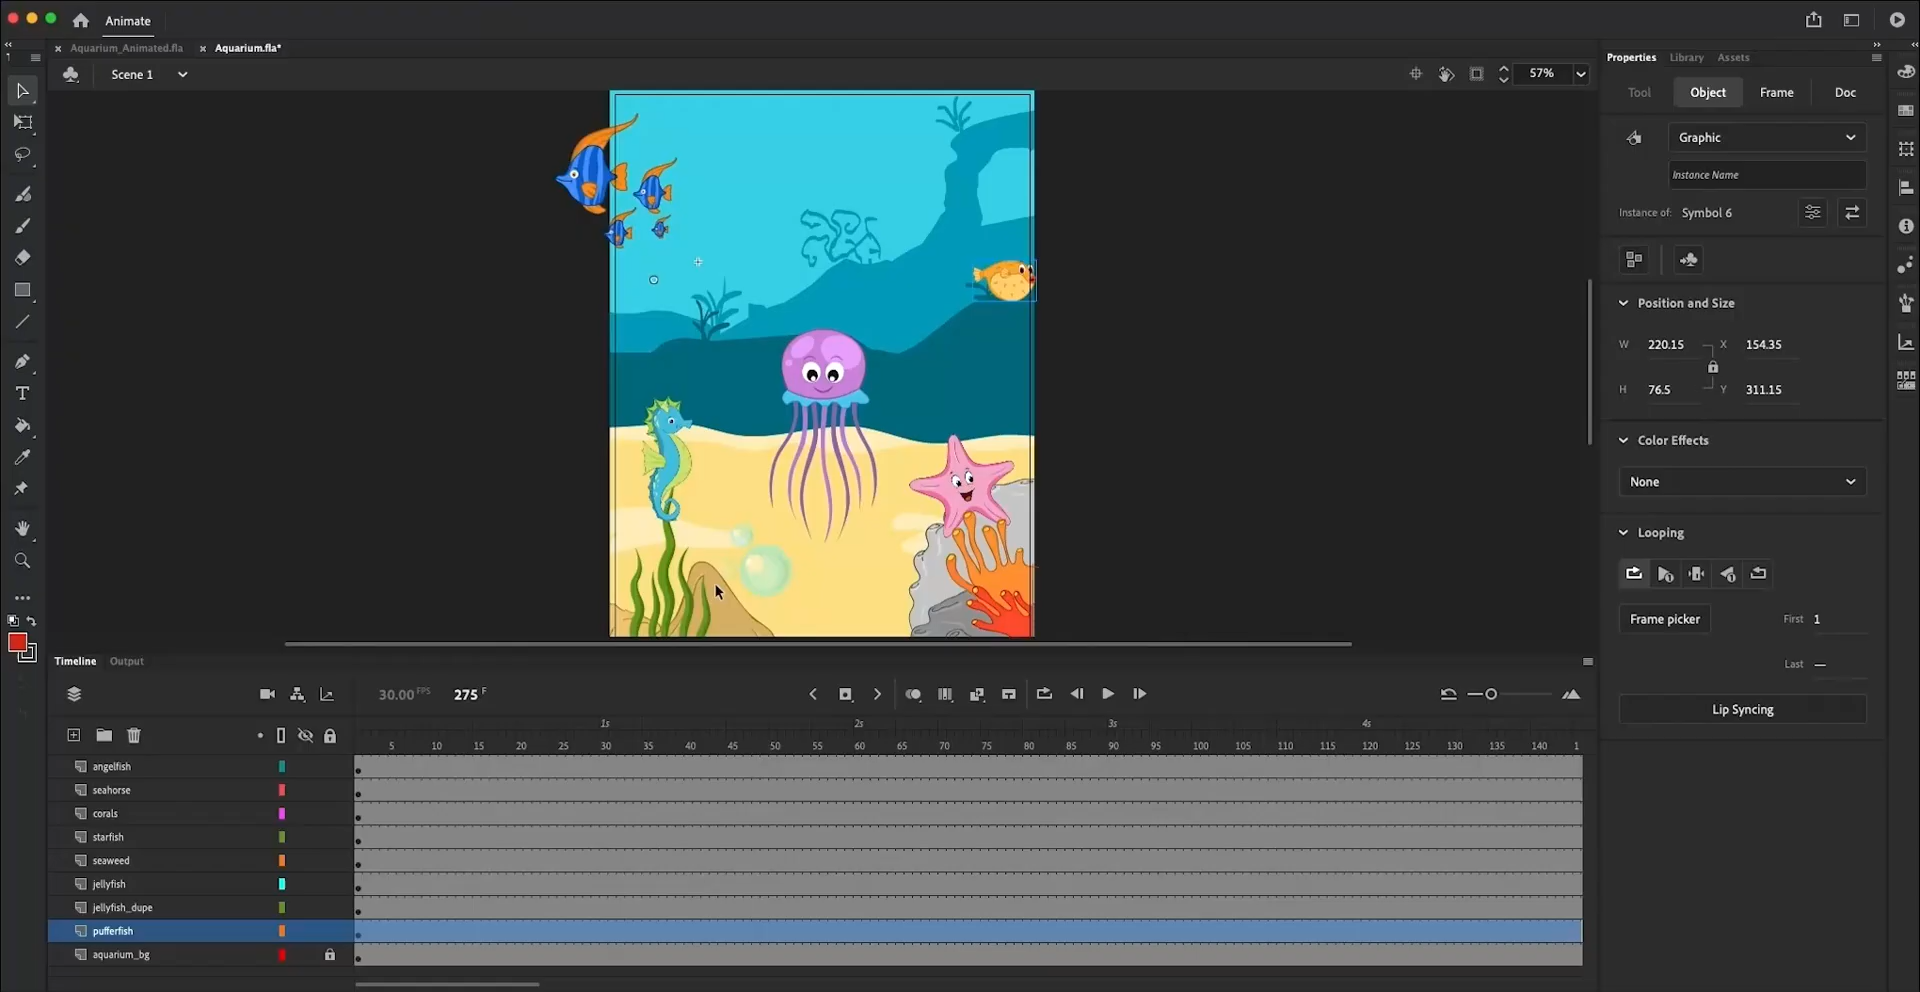 Animate
Aquarium_Animated.fla
Aquarium.fla*
1
Scene 1
57%
Properties
Library
Assets
Tool
Object
Frame
Doc
Graphic
Instance Name
Instance of:
Symbol 6
Position and Size
W
220.15
X
154.35
H
76.5
Y
311.15
Color Effects
None
Looping
Frame picker
First
1
Last
—
Lip Syncing
Timeline
Output
30.00 FPS
275 F
1s
2s
3s
4s
5
10
15
20
25
30
35
40
45
50
55
60
65
70
75
80
85
90
95
100
105
110
115
120
125
130
135
140
1
angelfish
seahorse
corals
starfish
seaweed
jellyfish
jellyfish_dupe
pufferfish
aquarium_bg